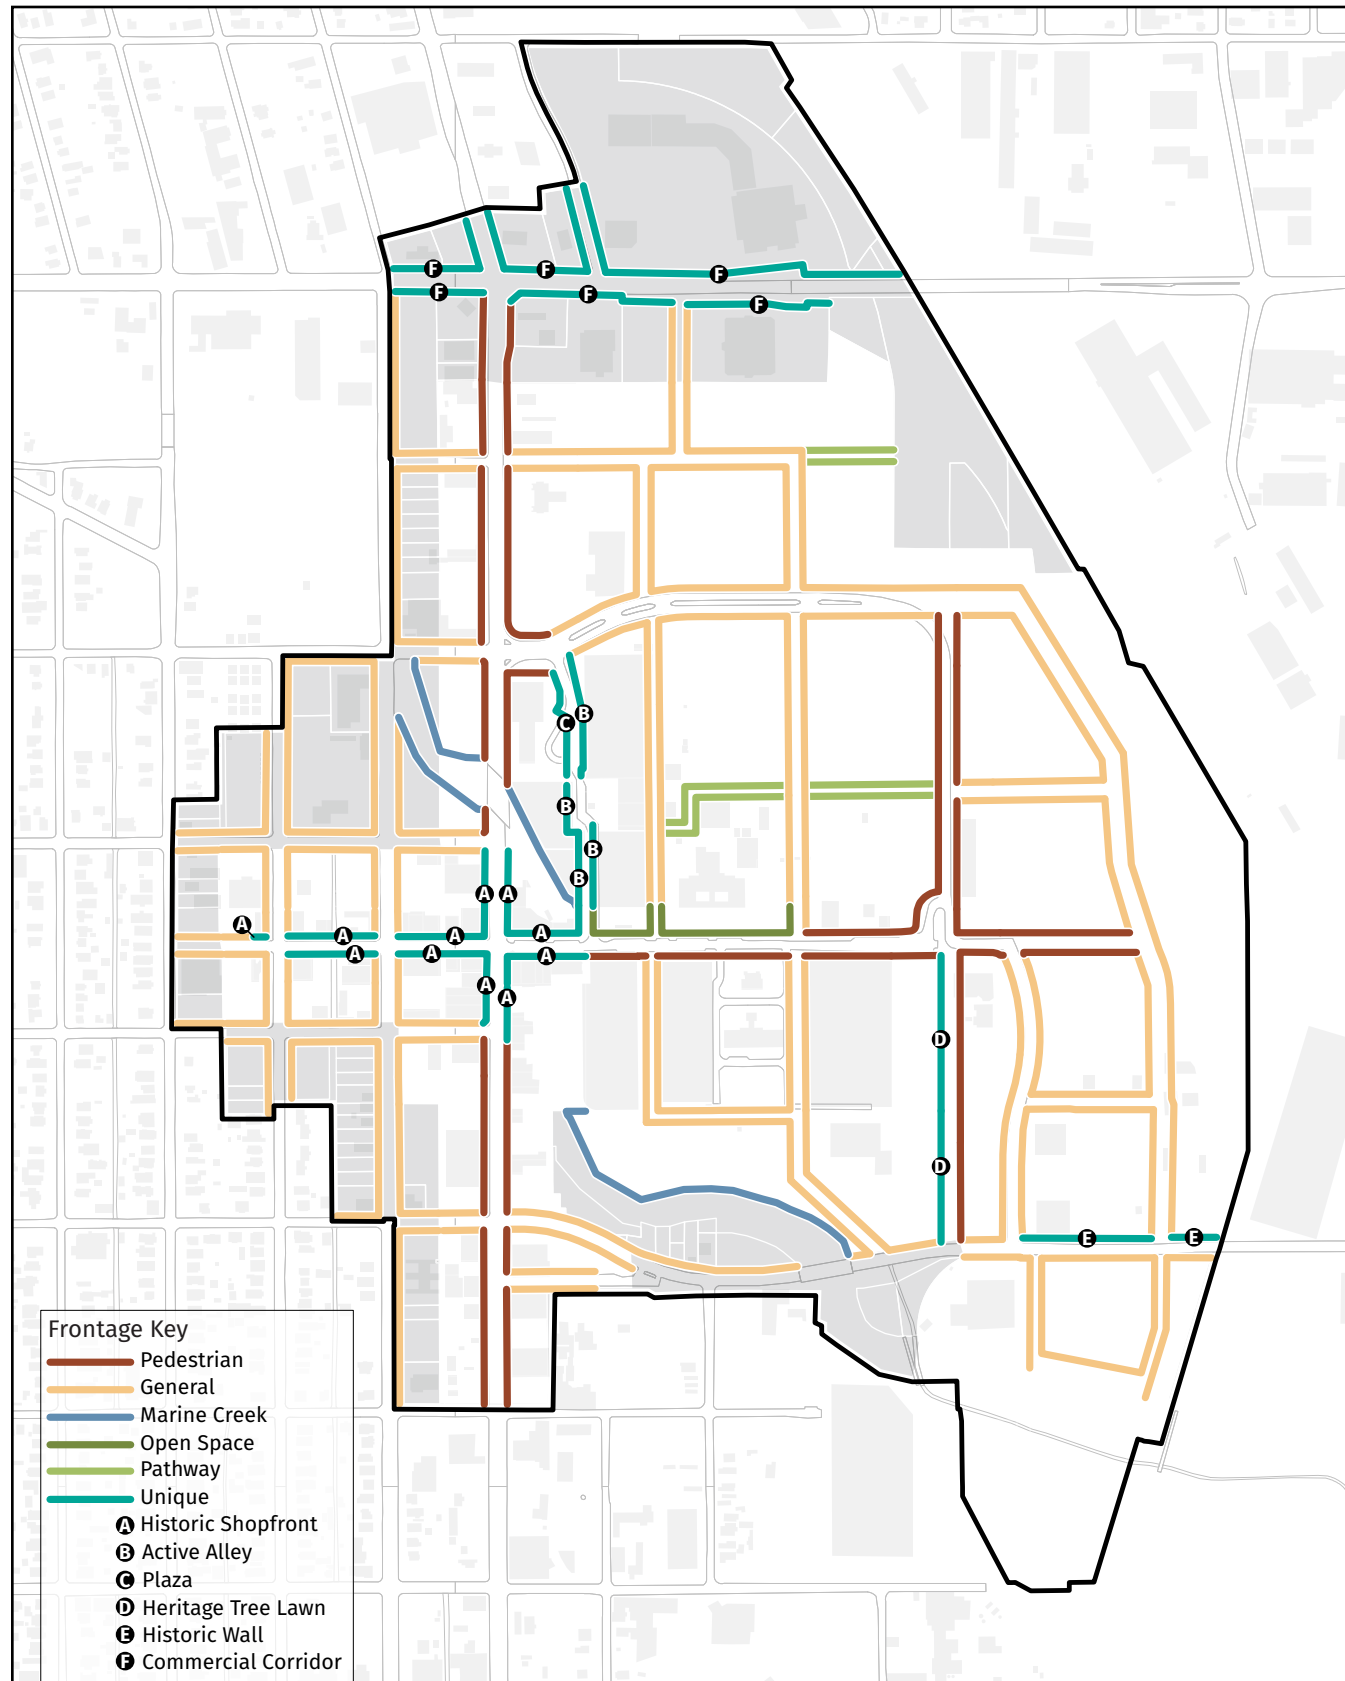 F
F
F
F
F
F
B
C
B
B
B
A
A
A
A
A
A
A
A
A
A
A
D
D
E
E
Frontage Key
Pedestrian
General
Marine Creek
Open Space
Pathway
Unique
A Historic Shopfront
B Active Alley
C Plaza
D Heritage Tree Lawn
E Historic Wall
F Commercial Corridor